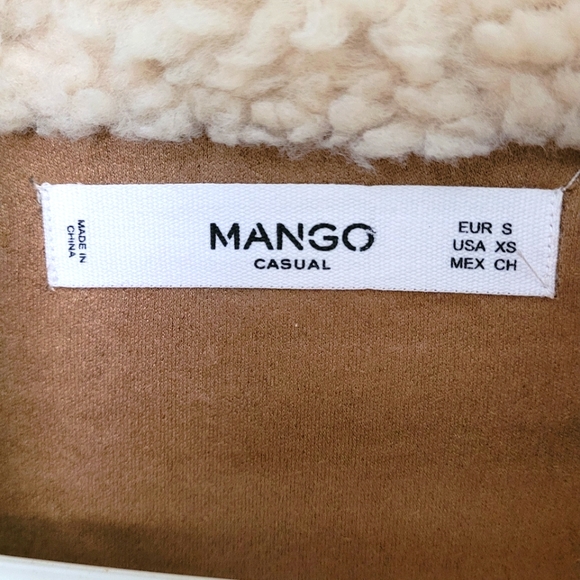 MADE IN
CHINA
MANGO
CASUAL
EUR S
USA XS
MEX CH